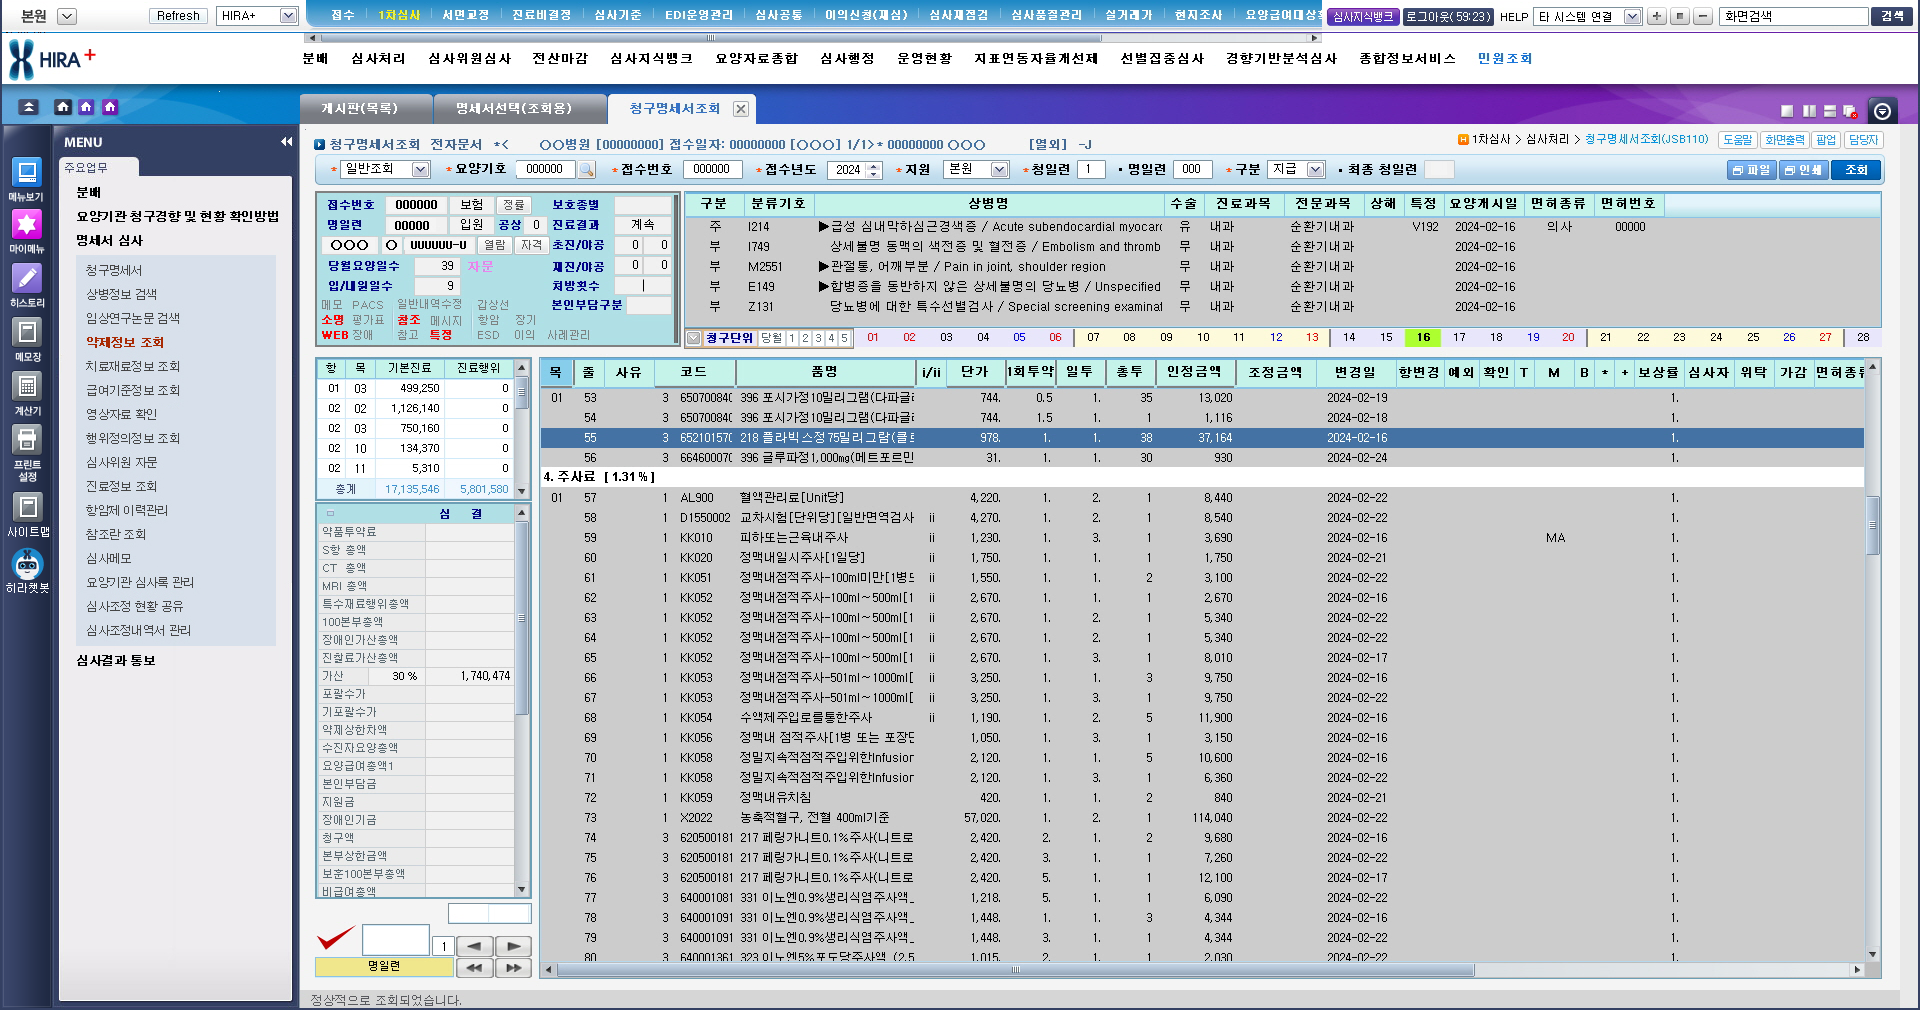 본원 Refresh HIRA+ 접수 1차심사 서면교정 진료비결정 심사기준 EDI운영관리 심사공통 이의신청(재심) 심사재점검 심사품질관리 실거래가 현지조사 요양급여대상 심사지식뱅크 로그아웃(59:23) HELP 타 시스템 연결 화면검색 검색
HIRA+ 분배 심사처리 심사위원심사 전산마감 심사지식뱅크 요양자료종합 심사행정 운영현황 지표연동자율개선제 선별집중심사 경향기반분석심사 종합정보서비스 민원조회
게시판(목록) 명세서선택(조회용) 청구명세서조회
MENU
주요업무
분배
요양기관 청구경향 및 현황 확인방법
명세서 심사
청구명세서
상병정보 검색
임상연구논문 검색
약제정보 조회
치료재료정보 조회
급여기준정보 조회
영상자료 확인
행위정의정보 조회
심사위원 자문
진료정보 조회
항암제 이력관리
참조란 조회
심사메모
요양기관 심사록 관리
심사조정 현황 공유
심사조정내역서 관리
심사결과 통보
메뉴보기
마이메뉴
히스토리
메모장
계산기
프린트
설정
사이트맵
히라챗봇
청구명세서조회 전자문서 *< ○○병원 [00000000] 접수일자: 00000000 [○○○] 1/1>* 00000000 ○○○ [열외] -J
1차심사 > 심사처리 > 청구명세서조회(JSB110) 도움말 화면출력 팝업 담당자
* 일반조회 * 요양기호 000000 * 접수번호 000000 * 접수년도 2024 * 지원 본원 * 청일련 1 • 명일련 000 * 구분 지급 • 최종 청일련 파일 인쇄 조회
접수번호 000000 보험 정률 보호종별
명일련 00000 입원 공상 0 진료결과 계속
○○○ 0 UUUUUU-U 열람 자격 초진/야공 0 0
당월요양일수 39 자문 재진/야공 0 0
입/내원일수 9 처방횟수
메모 PACS 일반내역수정 갑상선 본인부담구분
소명 평가표 참조 메시지 항암 장기
WEB 장애 참고 특정 ESD 이의 사례관리
구분 분류기호 상병명 수술 진료과목 전문과목 상해 특정 요양개시일 면허종류 면허번호
주 I214 ▶급성 심내막하심근경색증 / Acute subendocardial myocar 유 내과 순환기내과 V192 2024-02-16 의사 00000
부 I749 상세불명 동맥의 색전증 및 혈전증 / Embolism and thromb 무 내과 순환기내과 2024-02-16
부 M2551 ▶관절통, 어깨부분 / Pain in joint, shoulder region 무 내과 순환기내과 2024-02-16
부 E149 ▶합병증을 동반하지 않은 상세불명의 당뇨병 / Unspecified 무 내과 순환기내과 2024-02-16
부 Z131 당뇨병에 대한 특수선별검사 / Special screening examinat 무 내과 순환기내과 2024-02-16
청구단위 당월 1 2 3 4 5 01 02 03 04 05 06 07 08 09 10 11 12 13 14 15 16 17 18 19 20 21 22 23 24 25 26 27 28
항 목 기본진료 진료행위
01 03 499,250 0
02 02 1,126,140 0
02 03 750,160 0
02 10 134,370 0
02 11 5,310 0
총계 17,135,546 5,801,580
심 결
약품투약료
S항 총액
CT 총액
MRI 총액
특수재료행위총액
100본부총액
장애인가산총액
진찰료가산총액
가산 30 % 1,740,474
포괄수가
기포괄수가
약제상한차액
수진자요양총액
요양급여총액1
본인부담금
지원금
장애인기금
청구액
본부상한금액
보훈100본부총액
비급여총액
1
명일련
목 줄 사유 코드 품명 i/ii 단가 1회투약 일투 총투 인정금액 조정금액 변경일 항변경 예외 확인 T M B * + 보상률 심사자 위탁 가감 면허종류
01 53 3 65070084 396 포시가정10밀리그램(다파글리 744. 0.5 1. 35 13,020 2024-02-19 1.
54 3 65070084 396 포시가정10밀리그램(다파글리 744. 1.5 1. 1 1,116 2024-02-18 1.
55 3 65210157 218 플라빅스정75밀리그람(클로 978. 1. 1. 38 37,164 2024-02-16 1.
56 3 66460007 396 글루파정1,000mg(메트포르민 31. 1. 1. 30 930 2024-02-24 1.
4. 주사료 [ 1.31 % ]
01 57 1 AL900 혈액관리료[Unit당] 4,220. 1. 2. 1 8,440 2024-02-22 1.
58 1 D1550002 교차시험[단위당][일반면역검사 ii 4,270. 1. 2. 1 8,540 2024-02-22 1.
59 1 KK010 피하또는근육내주사 ii 1,230. 1. 3. 1 3,690 2024-02-16 MA 1.
60 1 KK020 정맥내일시주사[1일당] ii 1,750. 1. 1. 1 1,750 2024-02-21 1.
61 1 KK051 정맥내점적주사-100ml미만[1병또 ii 1,550. 1. 1. 2 3,100 2024-02-22 1.
62 1 KK052 정맥내점적주사-100ml~500ml[1 ii 2,670. 1. 1. 1 2,670 2024-02-16 1.
63 1 KK052 정맥내점적주사-100ml~500ml[1 ii 2,670. 1. 2. 1 5,340 2024-02-22 1.
64 1 KK052 정맥내점적주사-100ml~500ml[1 ii 2,670. 1. 2. 1 5,340 2024-02-22 1.
65 1 KK052 정맥내점적주사-100ml~500ml[1 ii 2,670. 1. 3. 1 8,010 2024-02-17 1.
66 1 KK053 정맥내점적주사-501ml~1000ml[ ii 3,250. 1. 1. 3 9,750 2024-02-16 1.
67 1 KK053 정맥내점적주사-501ml~1000ml[ ii 3,250. 1. 3. 1 9,750 2024-02-22 1.
68 1 KK054 수액제주입로를통한주사 ii 1,190. 1. 2. 5 11,900 2024-02-16 1.
69 1 KK056 정맥내 점적주사[1병 또는 포장단 1,050. 1. 3. 1 3,150 2024-02-16 1.
70 1 KK058 정밀지속적점적주입위한Infusion 2,120. 1. 1. 5 10,600 2024-02-16 1.
71 1 KK058 정밀지속적점적주입위한Infusion 2,120. 1. 3. 1 6,360 2024-02-22 1.
72 1 KK059 정맥내유치침 420. 1. 1. 2 840 2024-02-21 1.
73 1 X2022 농축적혈구, 전혈 400ml기준 57,020. 1. 2. 1 114,040 2024-02-22 1.
74 3 620500181 217 페링가니트0.1%주사(니트로 2,420. 2. 1. 2 9,680 2024-02-16 1.
75 3 620500181 217 페링가니트0.1%주사(니트로 2,420. 3. 1. 1 7,260 2024-02-22 1.
76 3 620500181 217 페링가니트0.1%주사(니트로 2,420. 5. 1. 1 12,100 2024-02-17 1.
77 3 640001081 331 이노엔0.9%생리식염주사액_ 1,218. 5. 1. 1 6,090 2024-02-22 1.
78 3 640001091 331 이노엔0.9%생리식염주사액_ 1,448. 1. 1. 3 4,344 2024-02-16 1.
79 3 640001091 331 이노엔0.9%생리식염주사액_ 1,448. 3. 1. 1 4,344 2024-02-22 1.
80 3 640001361 323 이노엔5%포도당주사액 (2.5 1,015. 2. 1. 1 2,030 2024-02-22 1.
정상적으로 조회되었습니다.